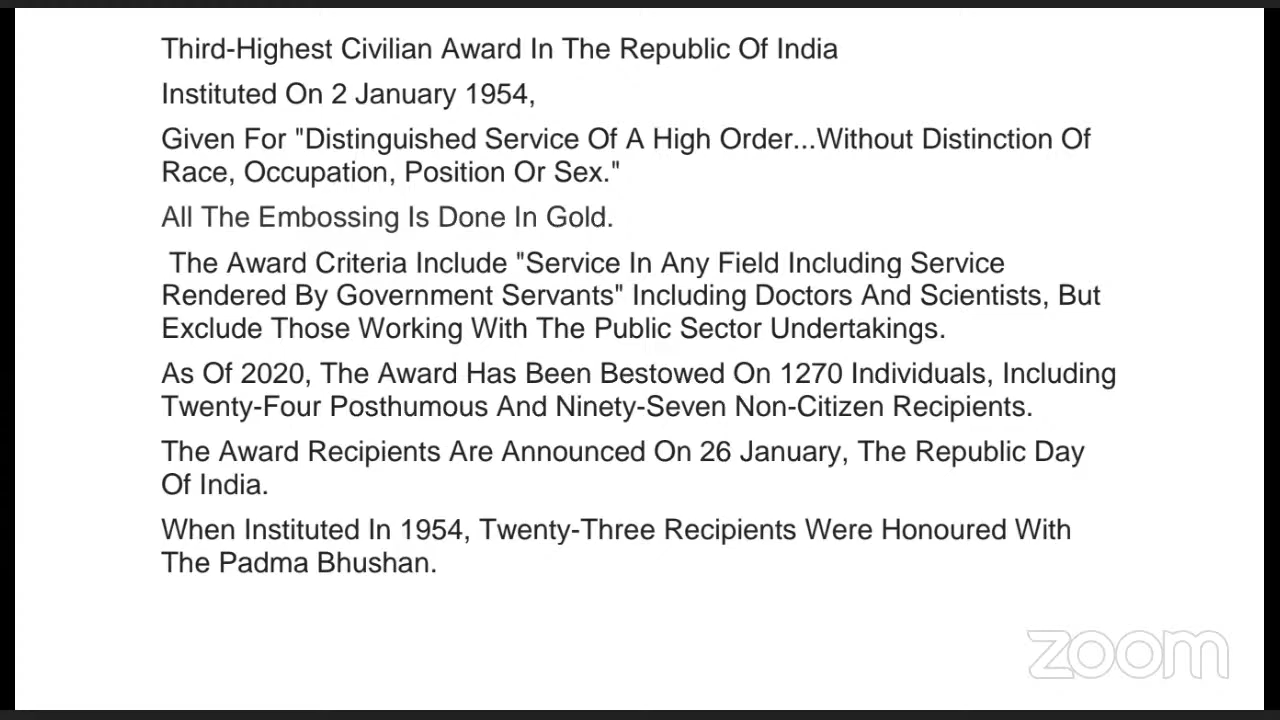 Third-Highest Civilian Award In The Republic Of India
Instituted On 2 January 1954,
Given For "Distinguished Service Of A High Order...Without Distinction Of
Race, Occupation, Position Or Sex."
All The Embossing Is Done In Gold.
The Award Criteria Include "Service In Any Field Including Service
Rendered By Government Servants" Including Doctors And Scientists, But
Exclude Those Working With The Public Sector Undertakings.
As Of 2020, The Award Has Been Bestowed On 1270 Individuals, Including
Twenty-Four Posthumous And Ninety-Seven Non-Citizen Recipients.
The Award Recipients Are Announced On 26 January, The Republic Day
Of India.
When Instituted In 1954, Twenty-Three Recipients Were Honoured With
The Padma Bhushan.
zoom